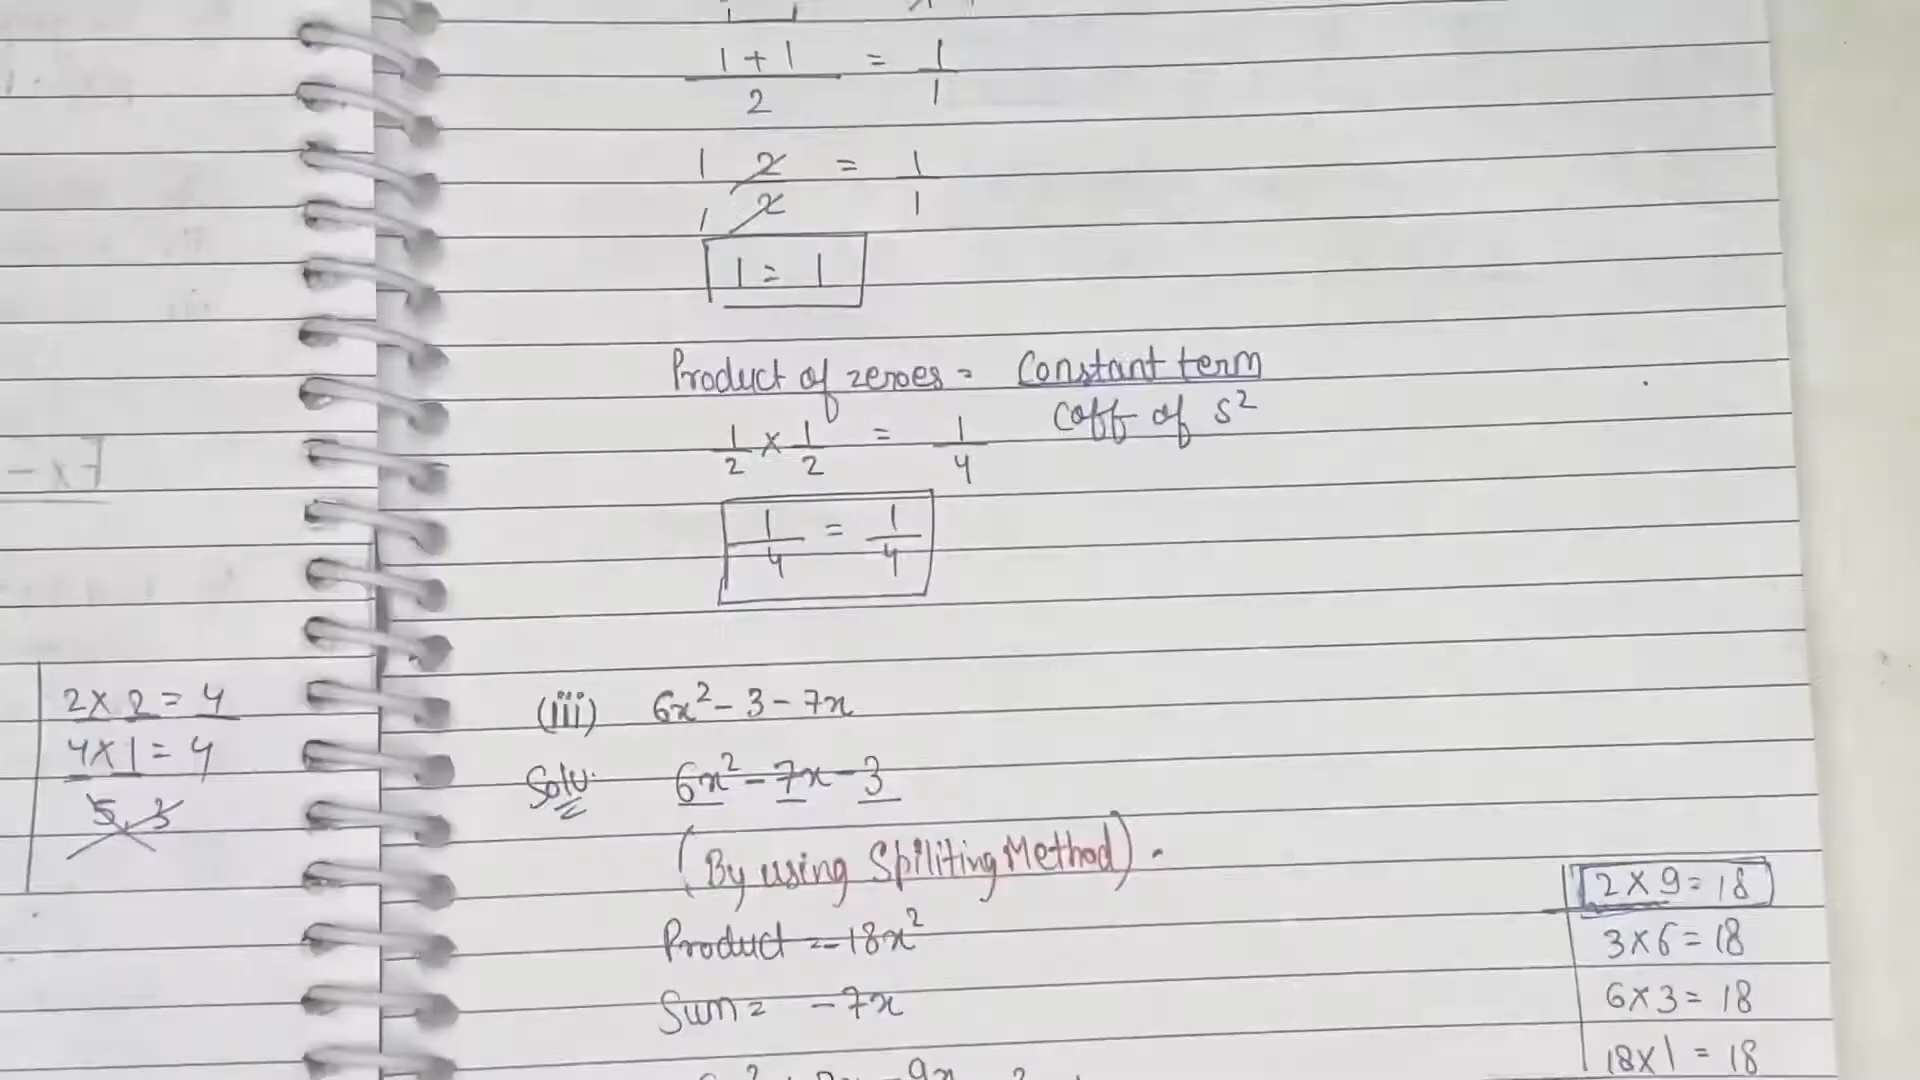 1 + 1 / 2 = 1 / 1
1 2 / 1 2 = 1 / 1
1 = 1
Product of zeroes = Constant term / Coff of s²
1/2 × 1/2 = 1/4
1/4 = 1/4
2 × 2 = 4
4 × 1 = 4
5, 3
(iii) 6x² - 3 - 7x
Solu. 6x² - 7x - 3
(By using Spiliting Method).
Product = -18x²
Sum = -7x
2 × 9 = 18
3 × 6 = 18
6 × 3 = 18
18 × 1 = 18